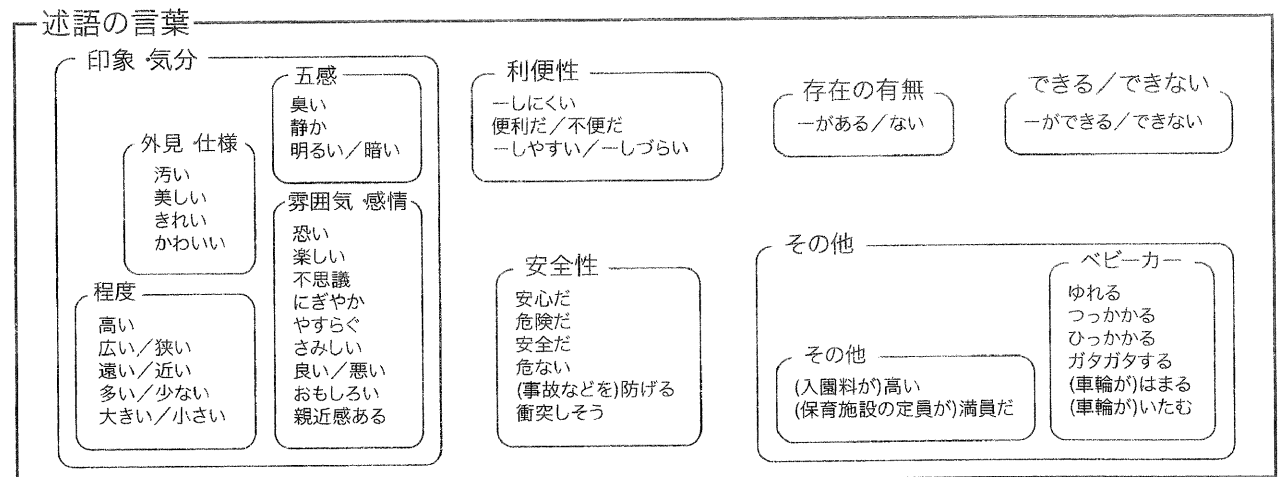 述語の言葉
印象・気分
五感
臭い
静か
明るい／暗い
外見・仕様
汚い
美しい
きれい
かわいい
雰囲気・感情
恐い
楽しい
不思議
にぎやか
やすらぐ
さみしい
良い／悪い
おもしろい
親近感ある
程度
高い
広い／狭い
遠い／近い
多い／少ない
大きい／小さい
利便性
ーしにくい
便利だ／不便だ
ーしやすい／ーしづらい
存在の有無
ーがある／ない
できる／できない
ーができる／できない
安全性
安心だ
危険だ
安全だ
危ない
(事故などを)防げる
衝突しそう
その他
その他
(入園料が)高い
(保育施設の定員が)満員だ
ベビーカー
ゆれる
つっかかる
ひっかかる
ガタガタする
(車輪が)はまる
(車輪が)いたむ